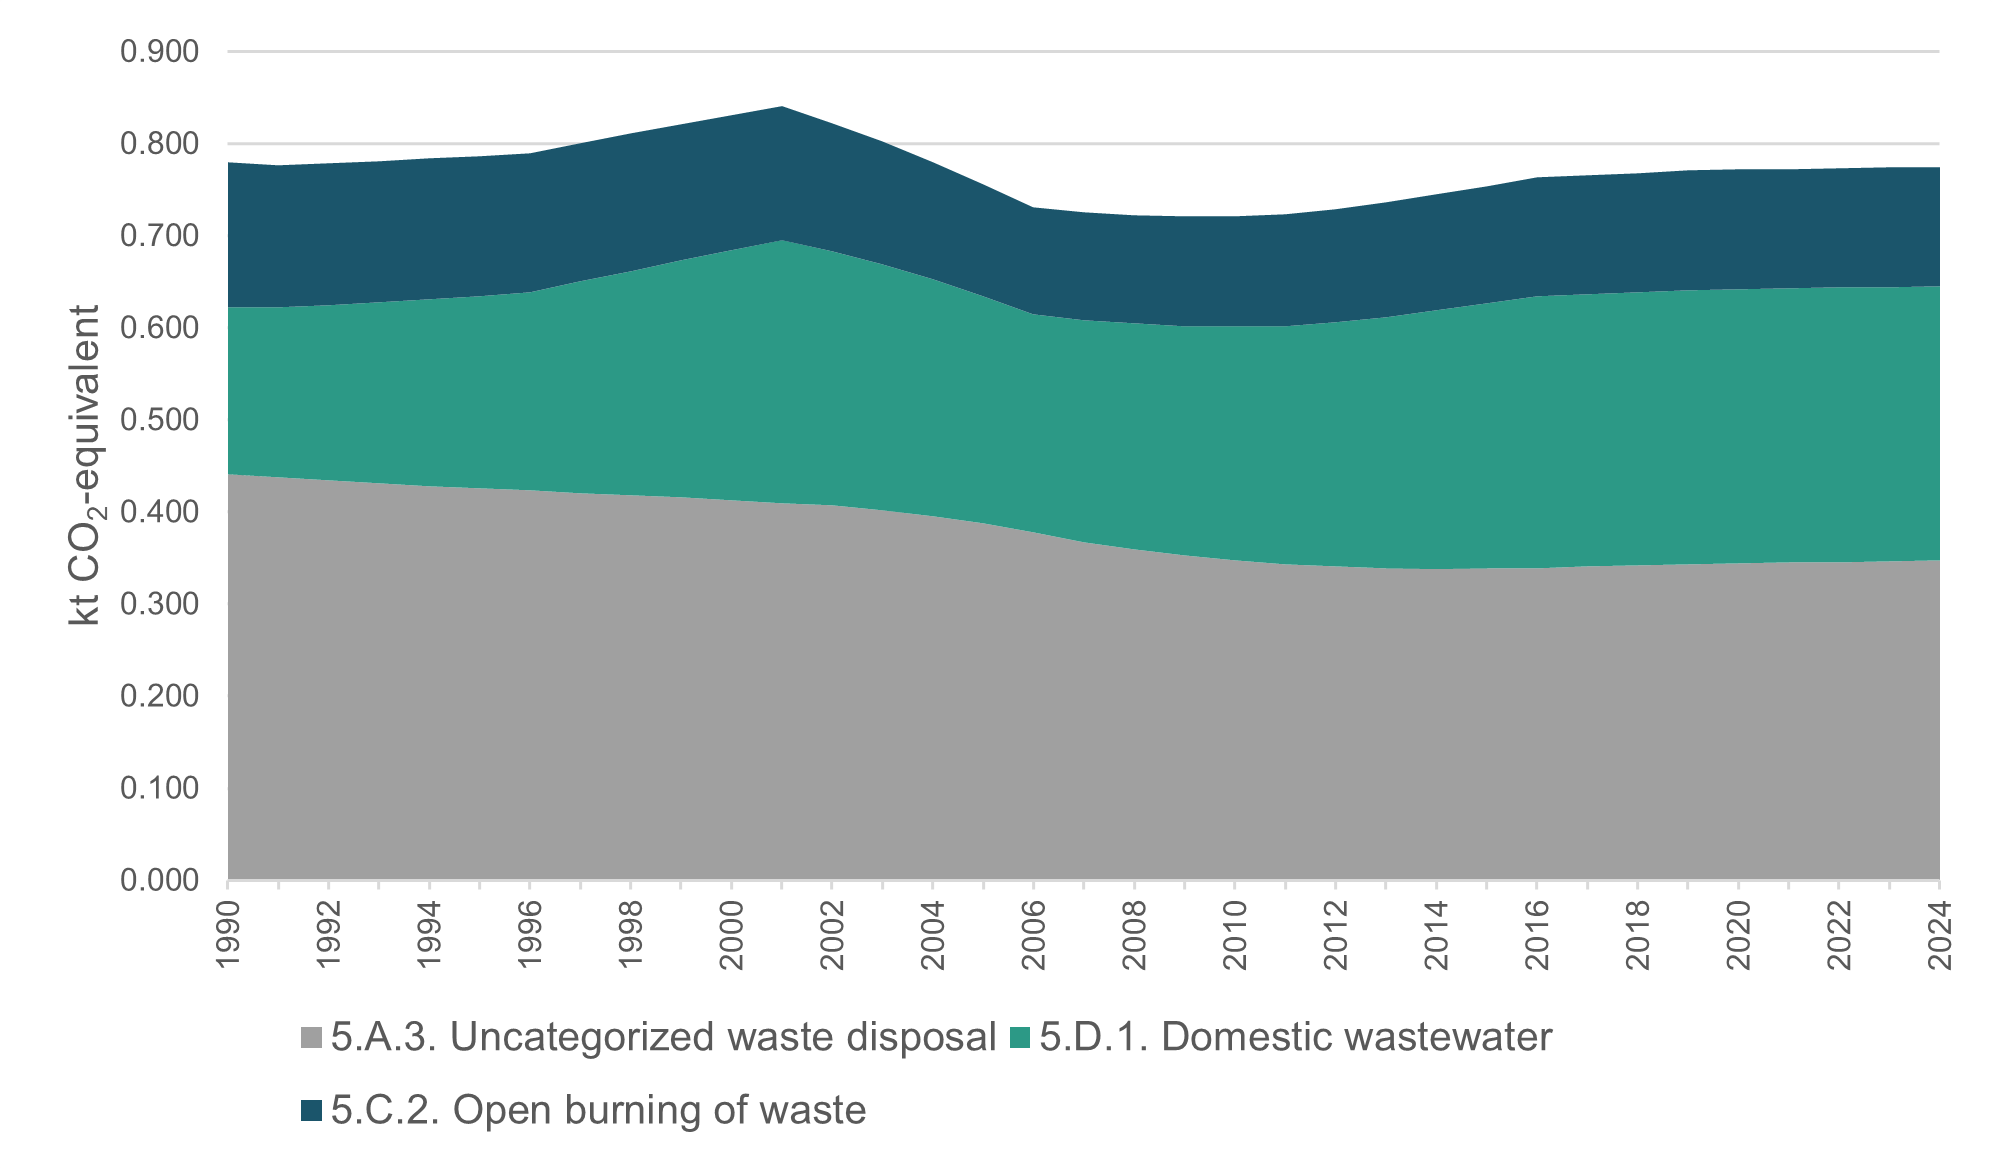 0.900
0.800
0.700
0.600
0.500
0.400
0.300
0.200
0.100
0.000
kt CO₂-equivalent
1990 1992 1994 1996 1998 2000 2002 2004 2006 2008 2010 2012 2014 2016 2018 2020 2022 2024
5.A.3. Uncategorized waste disposal 5.D.1. Domestic wastewater
5.C.2. Open burning of waste